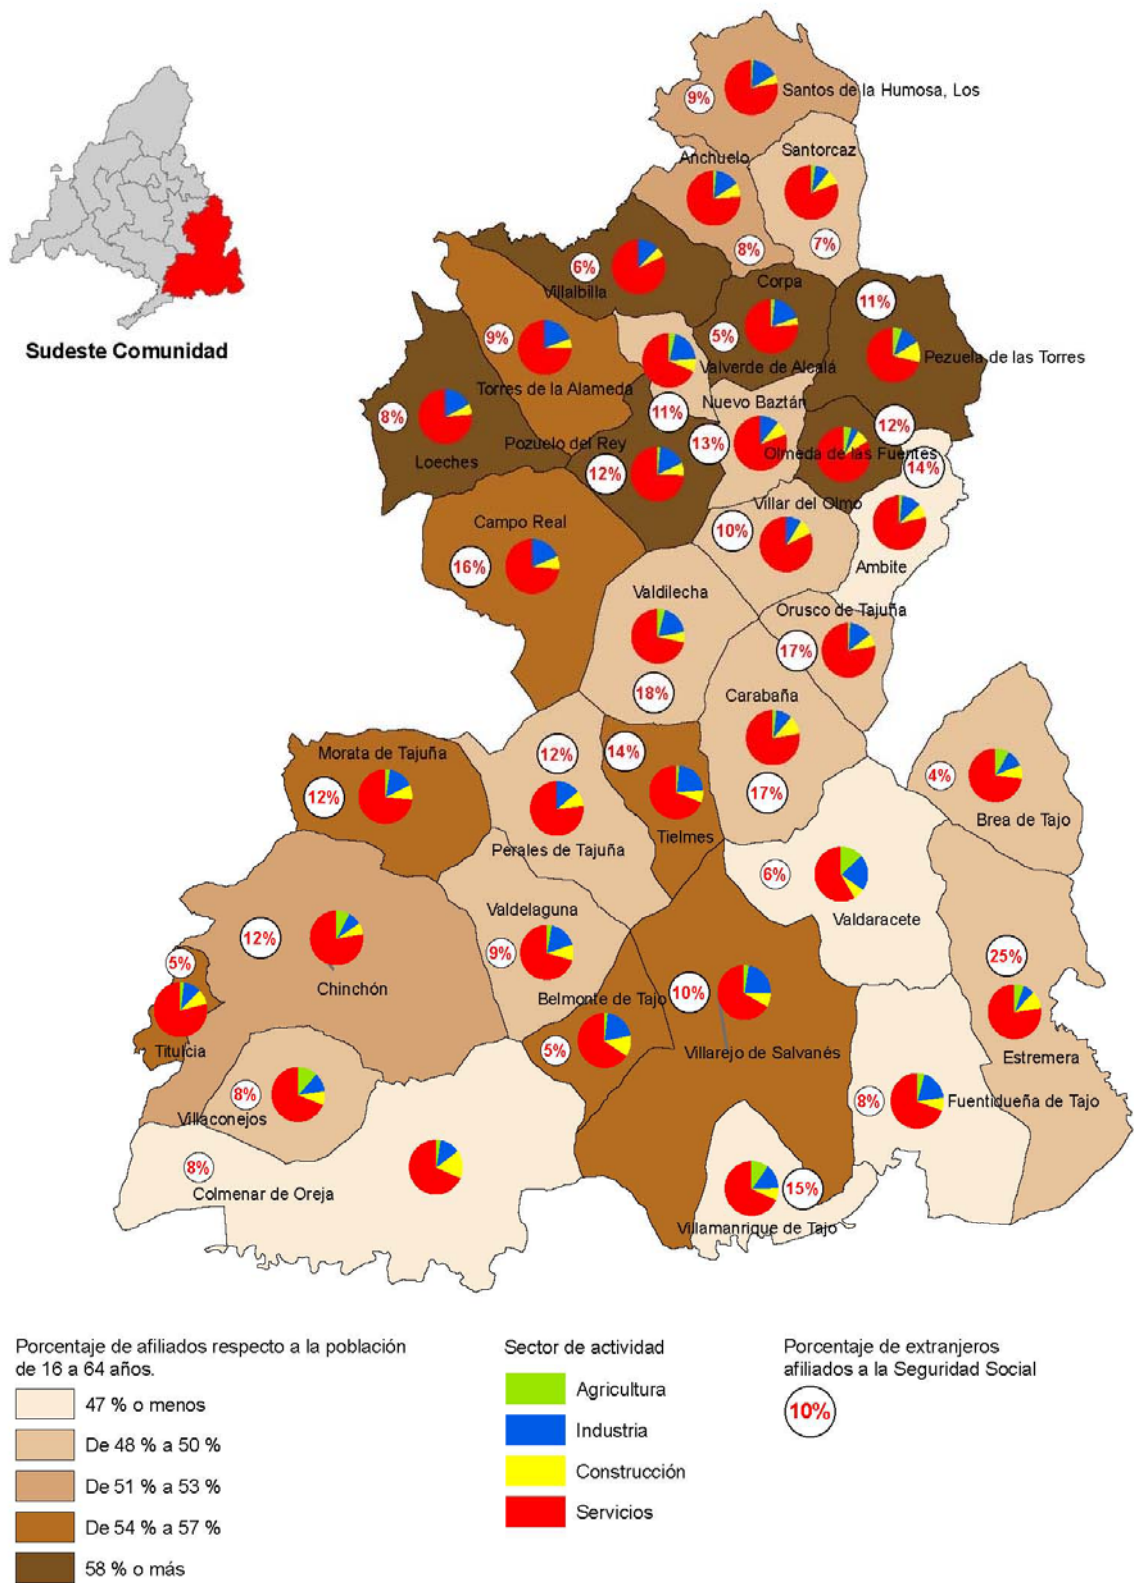 Santos de la Humosa, Los
9%
Anchuelo
Santorcaz
8%
7%
6%
Villalbilla
Corpa
11%
Sudeste Comunidad
9%
5%
Pezuela de las Torres
Valverde de Alcalá
Torres de la Alameda
8%
11%
Nuevo Baztán
12%
Pozuelo del Rey
13%
Olmeda de las Fuentes
Loeches
12%
14%
Villar del Olmo
Campo Real
10%
16%
Ambite
Valdilecha
Orusco de Tajuña
17%
18%
Carabaña
Morata de Tajuña
12%
14%
4%
12%
17%
Brea de Tajo
Tielmes
Perales de Tajuña
6%
Valdelaguna
Valdaracete
12%
9%
25%
5%
Chinchón
Belmonte de Tajo
10%
Titulcia
5%
Villarejo de Salvanés
Estremera
8%
8%
Fuentidueña de Tajo
Villaconejos
8%
15%
Colmenar de Oreja
Villamanrique de Tajo
Porcentaje de afiliados respecto a la población
de 16 a 64 años.
47 % o menos
De 48 % a 50 %
De 51 % a 53 %
De 54 % a 57 %
58 % o más
Sector de actividad
Agricultura
Industria
Construcción
Servicios
Porcentaje de extranjeros
afiliados a la Seguridad Social
10%